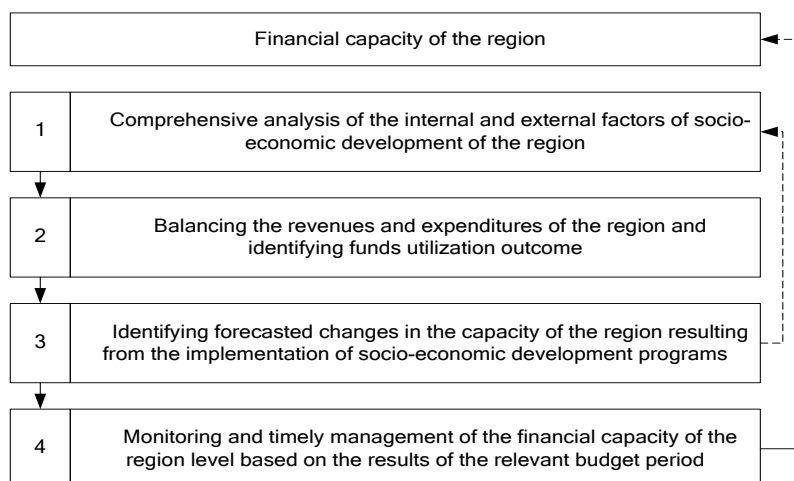 Financial capacity of the region
1
Comprehensive analysis of the internal and external factors of socio-
economic development of the region
2
Balancing the revenues and expenditures of the region and
identifying funds utilization outcome
3
Identifying forecasted changes in the capacity of the region resulting
from the implementation of socio-economic development programs
4
Monitoring and timely management of the financial capacity of the
region level based on the results of the relevant budget period